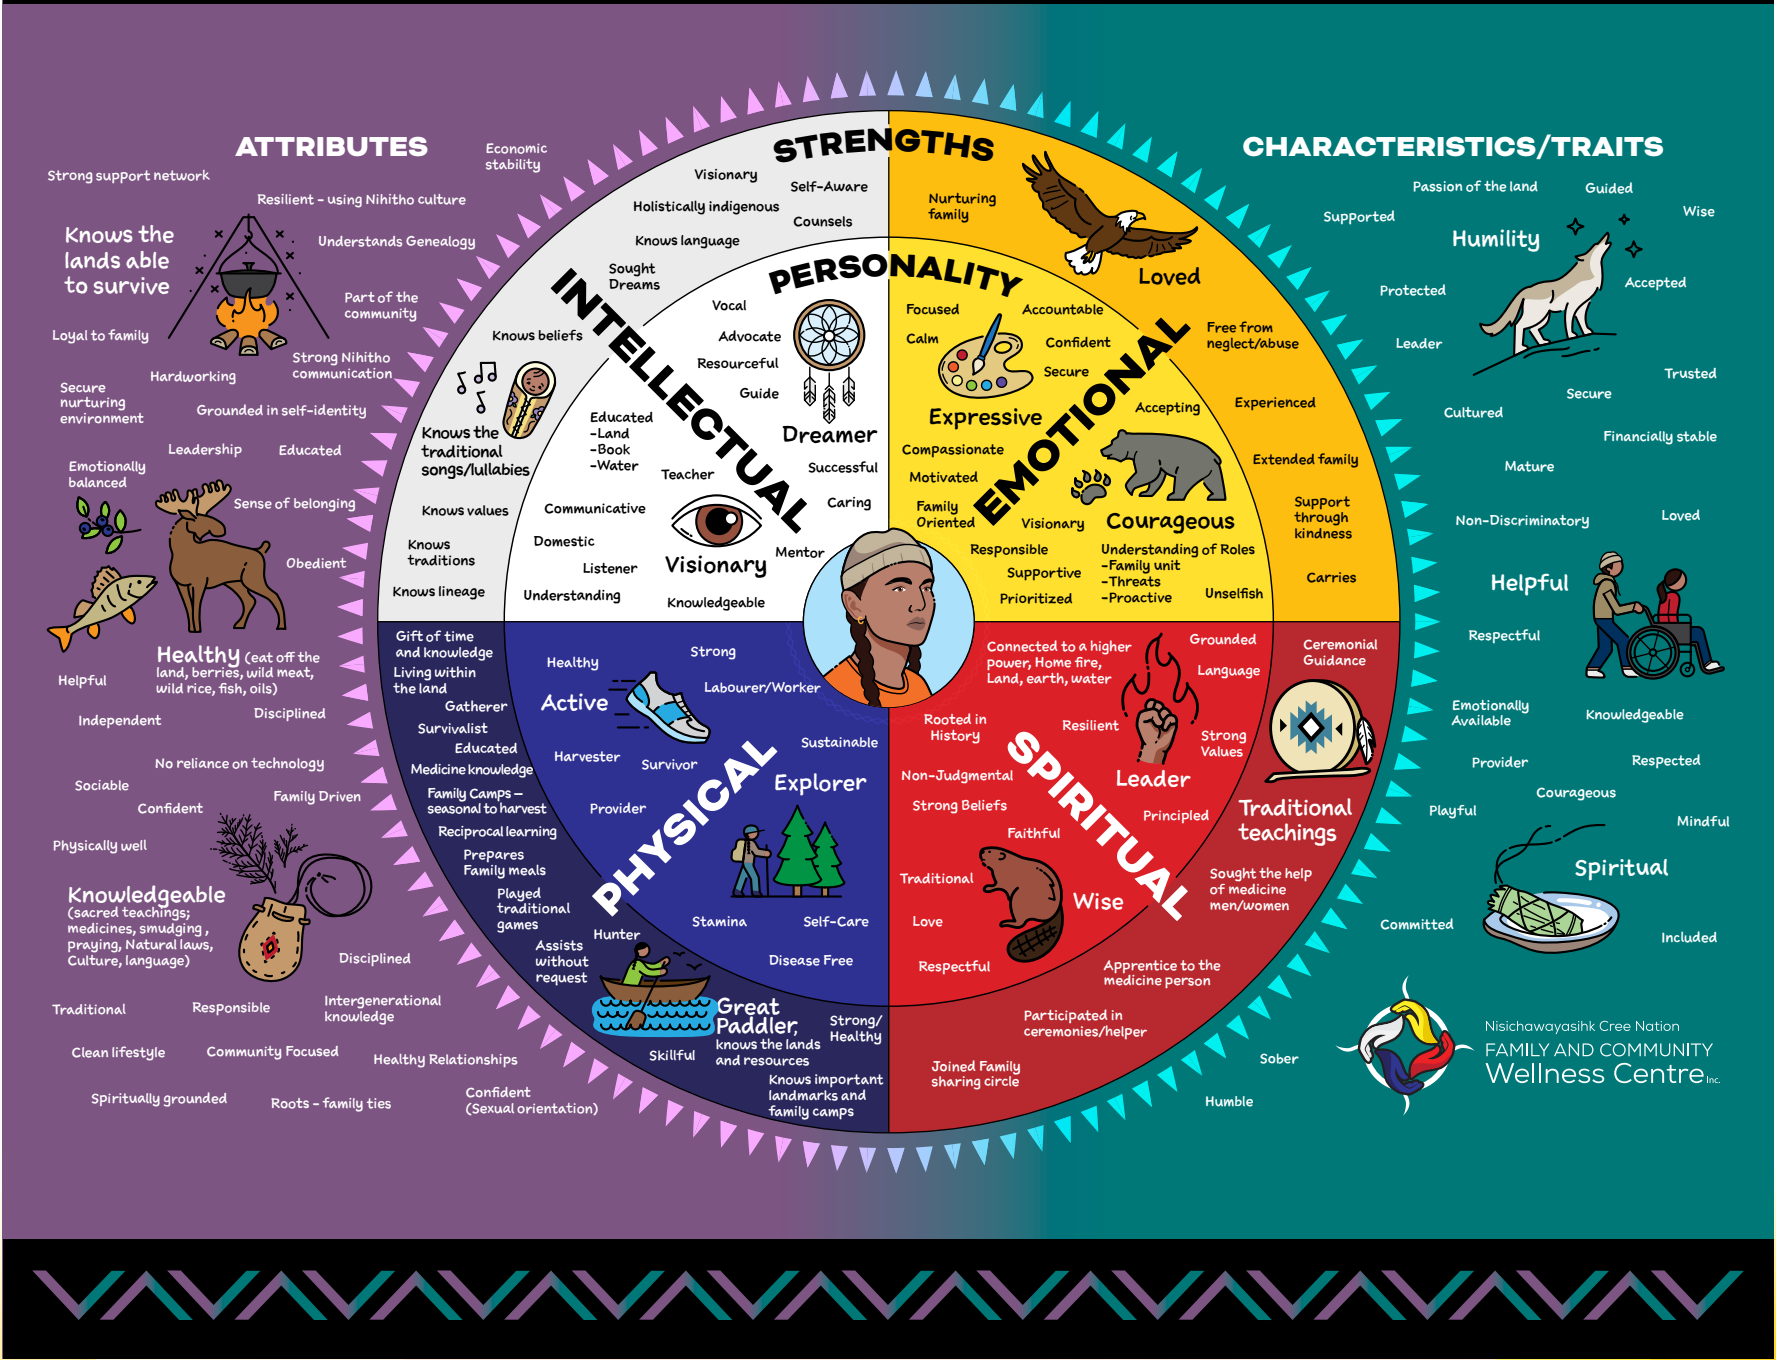 ATTRIBUTES
Economic
stability
Strong support network
Resilient – using Nihitho culture
Knows the
lands able
to survive
Understands Genealogy
Part of the
community
Loyal to family
Strong Nihitho
communication
Hardworking
Secure
nurturing
environment
Grounded in self-identity
Leadership
Educated
Emotionally
balanced
Sense of belonging
Obedient
Healthy (eat off the
land, berries, wild meat,
wild rice, fish, oils)
Helpful
Independent
Disciplined
No reliance on technology
Sociable
Family Driven
Confident
Physically well
Knowledgeable
(sacred teachings;
medicines, smudging ,
praying, Natural laws,
Culture, language)
Disciplined
Traditional
Responsible
Intergenerational
knowledge
Clean lifestyle
Community Focused
Healthy Relationships
Spiritually grounded
Roots – family ties
Confident
(Sexual orientation)
STRENGTHS
PERSONALITY
INTELLECTUAL
Visionary
Self-Aware
Holistically indigenous
Counsels
Knows language
Sought
Dreams
Knows beliefs
Knows the
traditional
songs/lullabies
Knows values
Knows
traditions
Knows lineage
Vocal
Advocate
Resourceful
Guide
Dreamer
Educated
-Land
-Book
-Water
Teacher
Successful
Caring
Communicative
Domestic
Listener
Visionary
Mentor
Understanding
Knowledgeable
EMOTIONAL
Nurturing
family
Loved
Free from
neglect/abuse
Experienced
Extended family
Support
through
kindness
Carries
Focused
Accountable
Calm
Confident
Secure
Expressive
Accepting
Compassionate
Motivated
Family
Oriented
Visionary
Courageous
Responsible
Understanding of Roles
-Family unit
-Threats
-Proactive
Supportive
Prioritized
Unselfish
PHYSICAL
Gift of time
and knowledge
Living within
the land
Gatherer
Survivalist
Educated
Medicine knowledge
Family Camps –
seasonal to harvest
Reciprocal learning
Prepares
Family meals
Played
traditional
games
Hunter
Assists
without
request
Great
Paddler,
knows the lands
and resources
Strong/
Healthy
Skillful
Knows important
landmarks and
family camps
Healthy
Strong
Active
Labourer/Worker
Harvester
Survivor
Sustainable
Explorer
Provider
Stamina
Self-Care
Disease Free
SPIRITUAL
Connected to a higher
power, Home fire,
Land, earth, water
Grounded
Language
Rooted in
History
Resilient
Strong
Values
Leader
Non-Judgmental
Strong Beliefs
Principled
Faithful
Traditional
Wise
Love
Respectful
Ceremonial
Guidance
Traditional
teachings
Sought the help
of medicine
men/women
Apprentice to the
medicine person
Participated in
ceremonies/helper
Joined Family
sharing circle
CHARACTERISTICS/TRAITS
Passion of the land
Guided
Supported
Wise
Humility
Accepted
Protected
Leader
Trusted
Secure
Cultured
Financially stable
Mature
Non-Discriminatory
Loved
Helpful
Respectful
Emotionally
Available
Knowledgeable
Provider
Respected
Courageous
Playful
Mindful
Spiritual
Committed
Included
Sober
Humble
Nisichawayasihk Cree Nation
FAMILY AND COMMUNITY
Wellness Centre Inc.